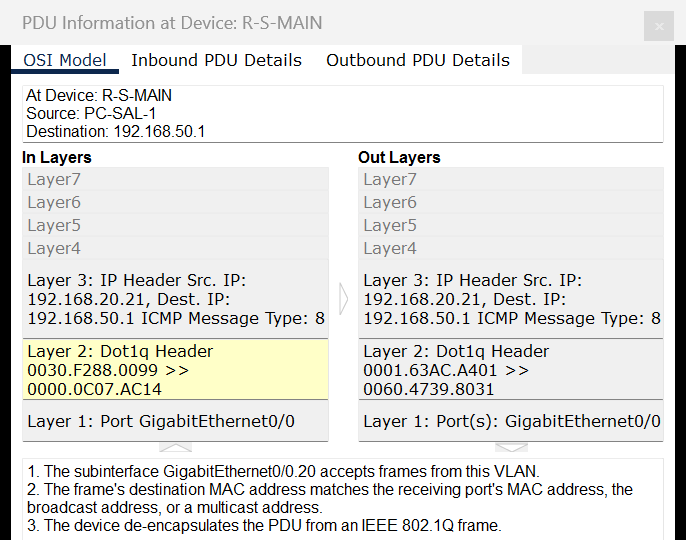 PDU Information at Device: R-S-MAIN
×
OSI Model Inbound PDU Details Outbound PDU Details
At Device: R-S-MAIN
Source: PC-SAL-1
Destination: 192.168.50.1
In Layers
Layer7
Layer6
Layer5
Layer4
Layer 3: IP Header Src. IP:
192.168.20.21, Dest. IP:
192.168.50.1 ICMP Message Type: 8
Layer 2: Dot1q Header
0030.F288.0099 >>
0000.0C07.AC14
Layer 1: Port GigabitEthernet0/0
Out Layers
Layer7
Layer6
Layer5
Layer4
Layer 3: IP Header Src. IP:
192.168.20.21, Dest. IP:
192.168.50.1 ICMP Message Type: 8
Layer 2: Dot1q Header
0001.63AC.A401 >>
0060.4739.8031
Layer 1: Port(s): GigabitEthernet0/0
1. The subinterface GigabitEthernet0/0.20 accepts frames from this VLAN.
2. The frame's destination MAC address matches the receiving port's MAC address, the
broadcast address, or a multicast address.
3. The device de-encapsulates the PDU from an IEEE 802.1Q frame.